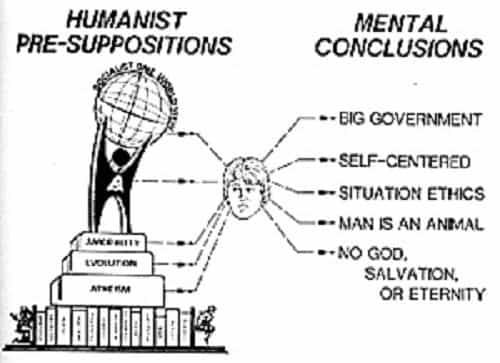 HUMANIST
PRE-SUPPOSITIONS
MENTAL
CONCLUSIONS
SOCIALIST ONE WORLD VIEW
A
AMORALITY
EVOLUTION
ATHEISM
BIG GOVERNMENT
SELF-CENTERED
SITUATION ETHICS
MAN IS AN ANIMAL
NO GOD,
SALVATION,
OR ETERNITY